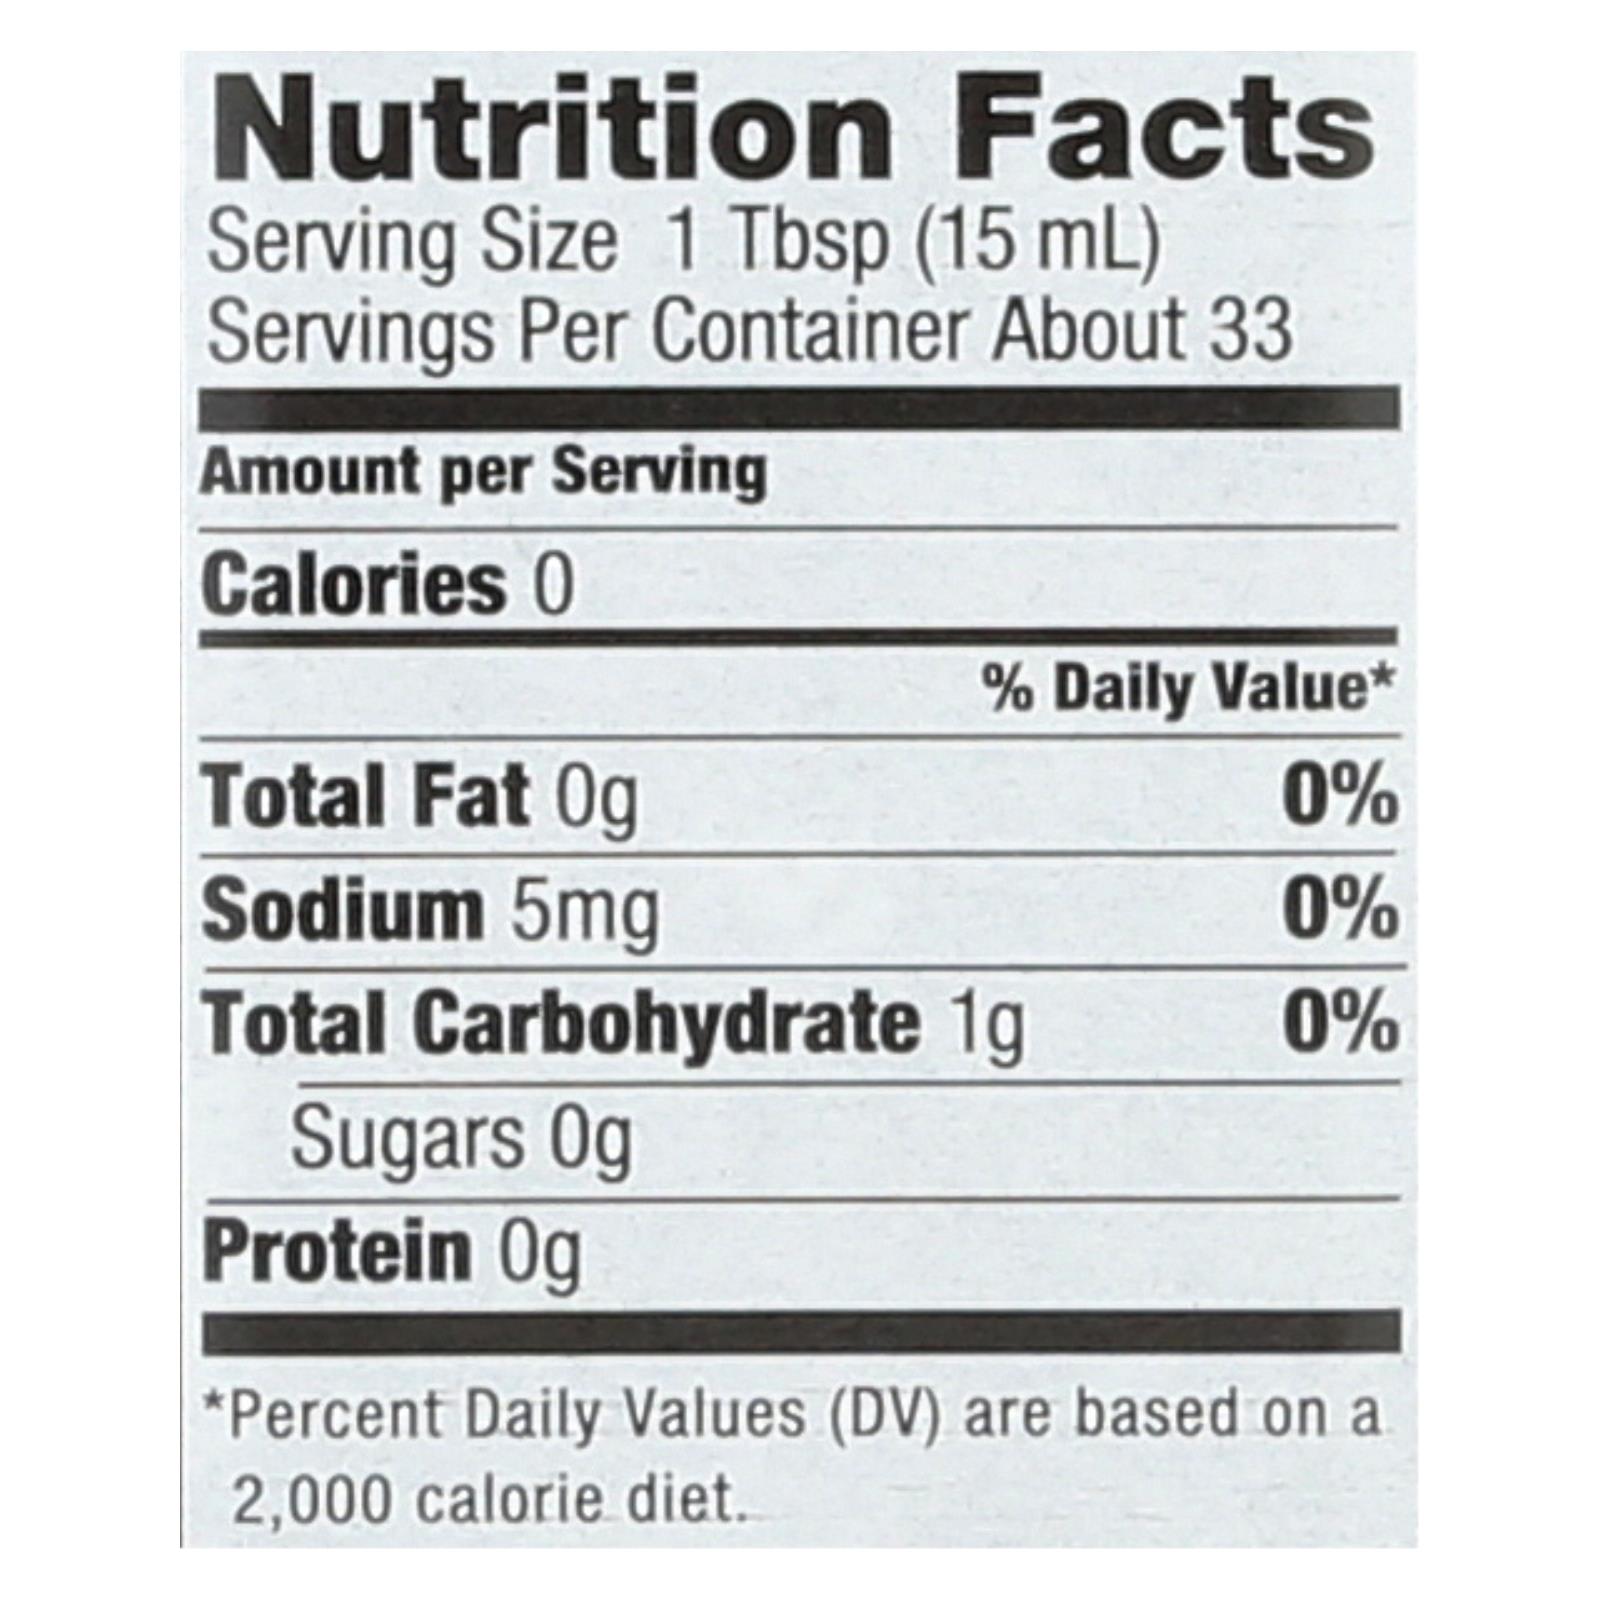 Nutrition Facts
Serving Size 1 Tbsp (15 mL)
Servings Per Container About 33
Amount per Serving
Calories 0
% Daily Value*
Total Fat 0g 0%
Sodium 5mg 0%
Total Carbohydrate 1g 0%
Sugars 0g
Protein 0g
*Percent Daily Values (DV) are based on a
2,000 calorie diet.